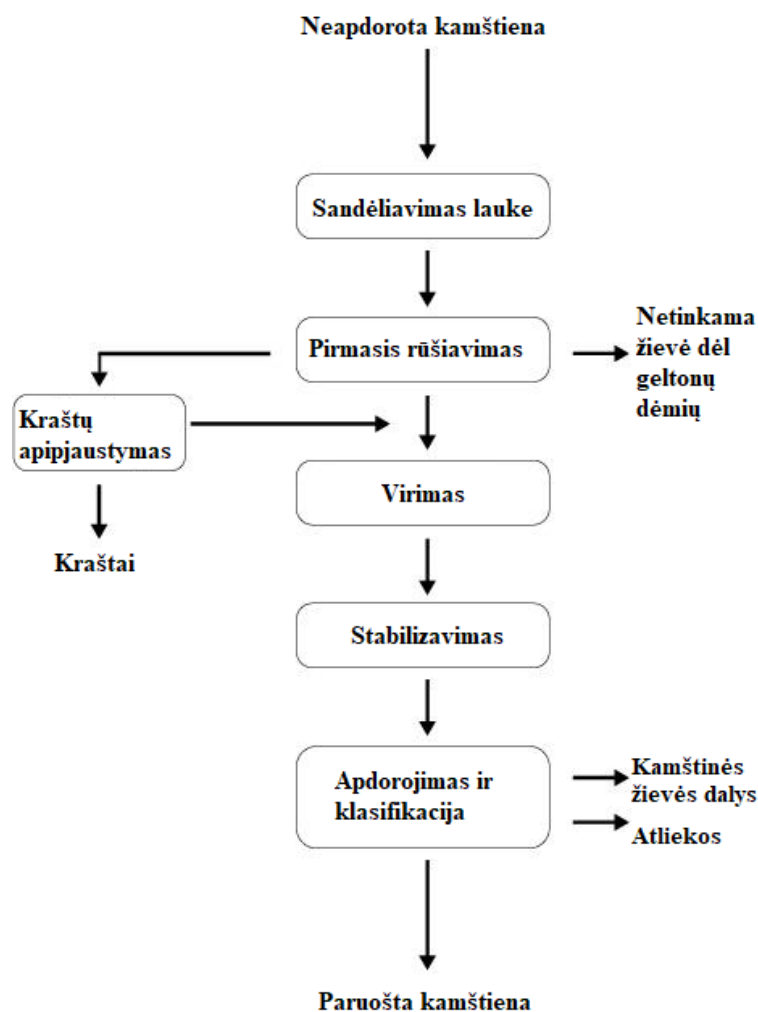 Neapdorota kamštiena
Sandėliavimas lauke
Pirmasis rūšiavimas
Netinkama
žievė dėl
geltonų
dėmių
Kraštų
apipjaustymas
Kraštai
Virimas
Stabilizavimas
Apdorojimas ir
klasifikacija
Kamštinės
žievės dalys
Atliekos
Paruošta kamštiena